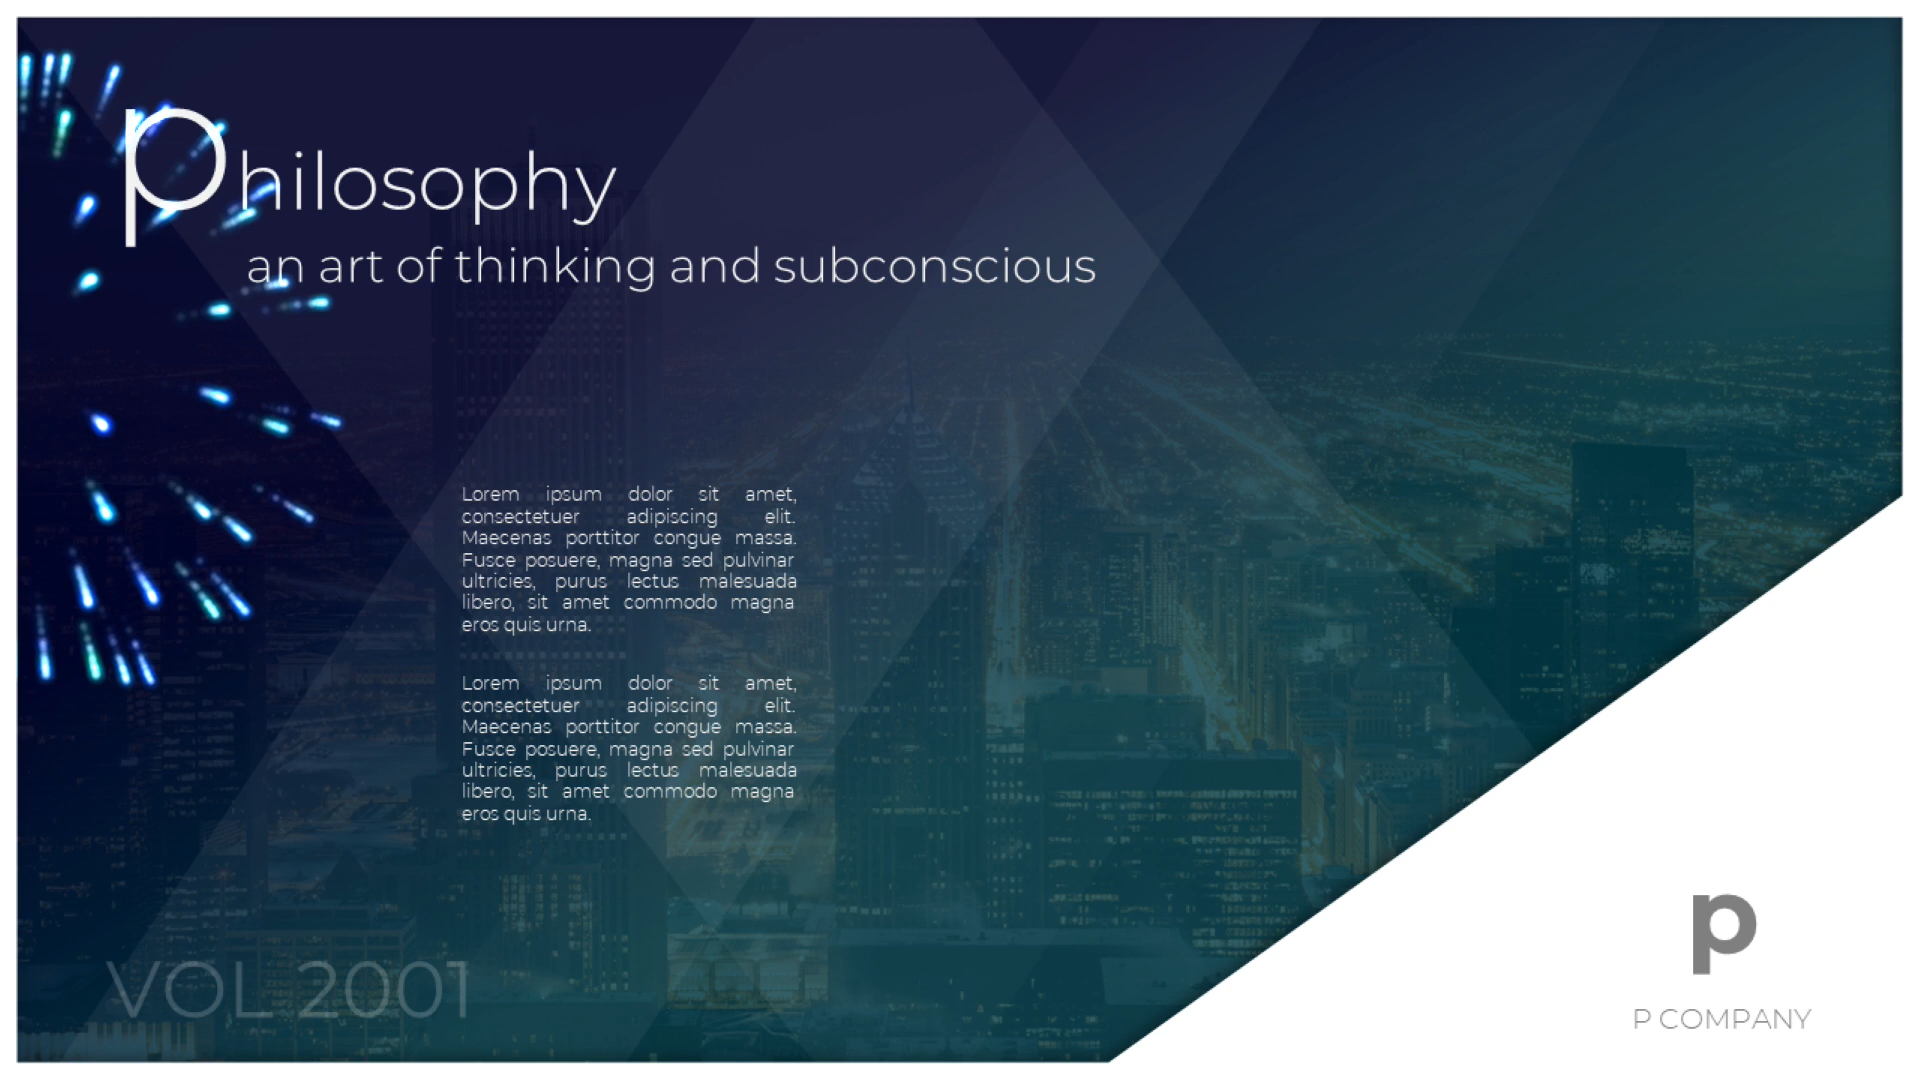 philosophy
an art of thinking and subconscious
Lorem ipsum dolor sit amet,
consectetuer adipiscing elit.
Maecenas porttitor congue massa.
Fusce posuere, magna sed pulvinar
ultricies, purus lectus malesuada
libero, sit amet commodo magna
eros quis urna.
Lorem ipsum dolor sit amet,
consectetuer adipiscing elit.
Maecenas porttitor congue massa.
Fusce posuere, magna sed pulvinar
ultricies, purus lectus malesuada
libero, sit amet commodo magna
eros quis urna.
VOL 2001
p
P COMPANY